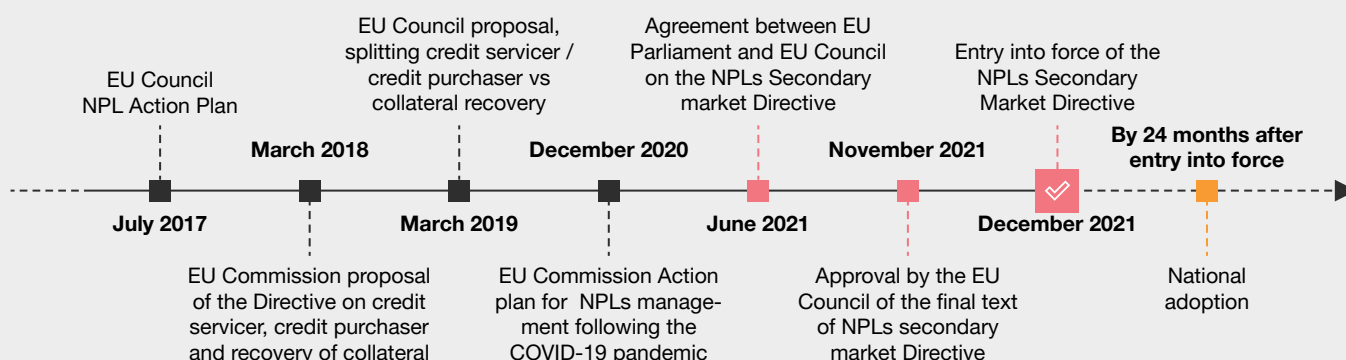 EU Council
NPL Action Plan
July 2017
March 2018
EU Commission proposal
of the Directive on credit
servicer, credit purchaser
and recovery of collateral
EU Council proposal,
splitting credit servicer /
credit purchaser vs
collateral recovery
March 2019
December 2020
EU Commission Action
plan for NPLs manage-
ment following the
COVID-19 pandemic
Agreement between EU
Parliament and EU Council
on the NPLs Secondary
market Directive
June 2021
November 2021
Approval by the EU
Council of the final text
of NPLs secondary
market Directive
Entry into force of the
NPLs Secondary
Market Directive
December 2021
By 24 months after
entry into force
National
adoption